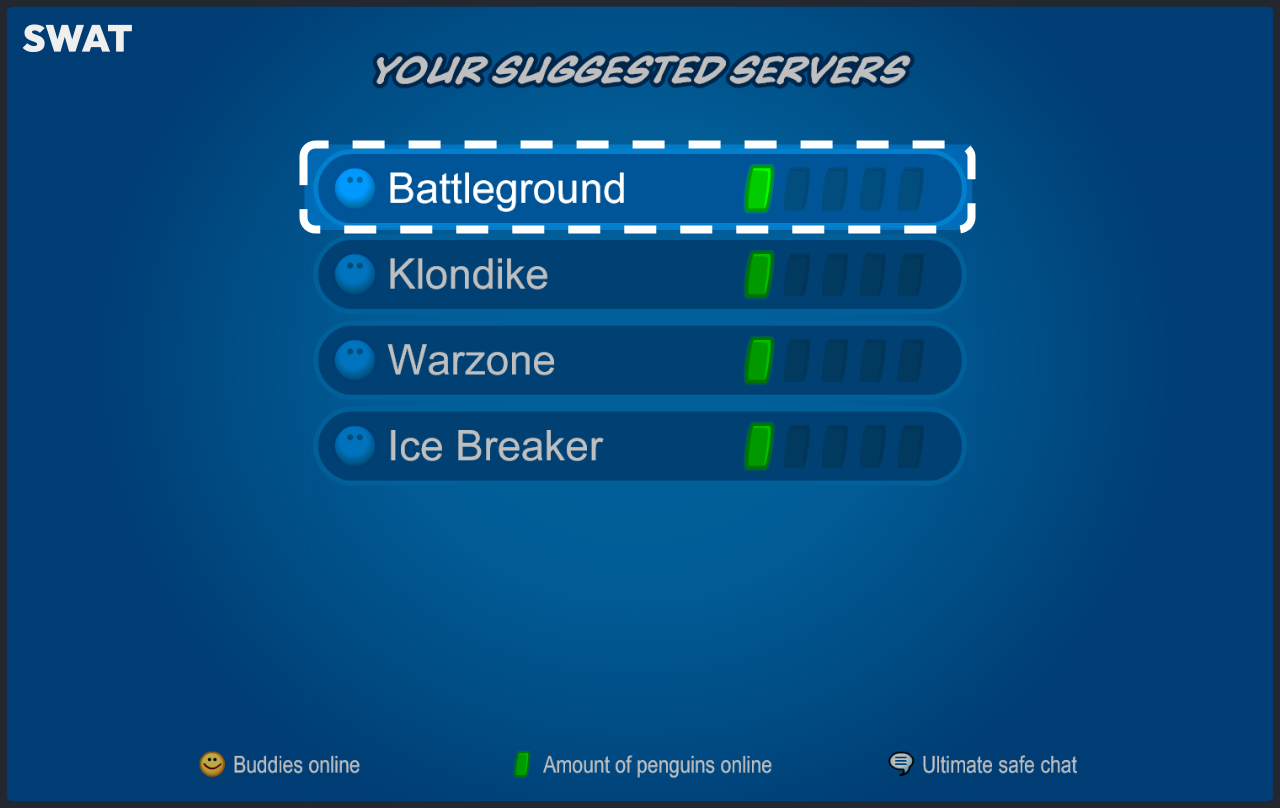 SWAT
YOUR SUGGESTED SERVERS
Battleground
Klondike
Warzone
Ice Breaker
Buddies online
Amount of penguins online
Ultimate safe chat